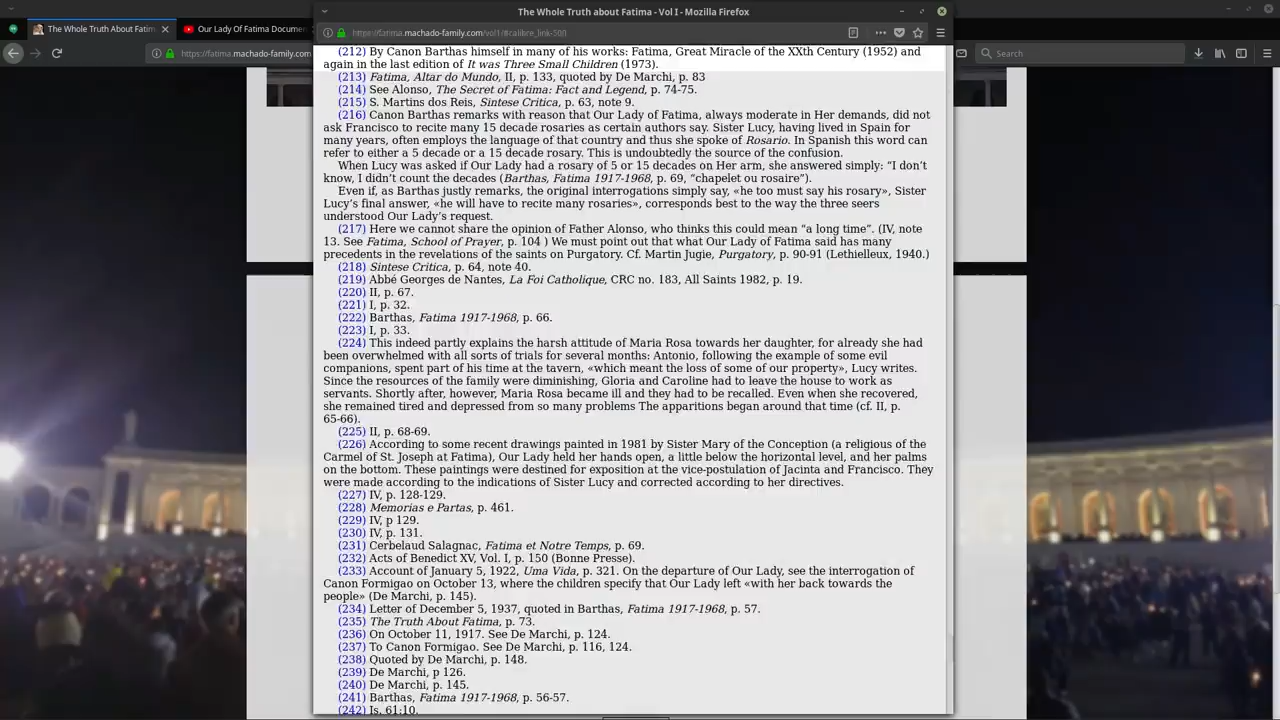 The Whole Truth about Fatima - Vol I - Mozilla Firefox
The Whole Truth About Fatim
Our Lady Of Fatima Documen
https://fatima.machado-family.com
https://fatima.machado-family.com/vol1/#calibre_link-500
Search
(212) By Canon Barthas himself in many of his works: Fatima, Great Miracle of the XXth Century (1952) and
again in the last edition of It was Three Small Children (1973).
(213) Fatima, Altar do Mundo, II, p. 133, quoted by De Marchi, p. 83
(214) See Alonso, The Secret of Fatima: Fact and Legend, p. 74-75.
(215) S. Martins dos Reis, Sintese Critica, p. 63, note 9.
(216) Canon Barthas remarks with reason that Our Lady of Fatima, always moderate in Her demands, did not
ask Francisco to recite many 15 decade rosaries as certain authors say. Sister Lucy, having lived in Spain for
many years, often employs the language of that country and thus she spoke of Rosario. In Spanish this word can
refer to either a 5 decade or a 15 decade rosary. This is undoubtedly the source of the confusion.
When Lucy was asked if Our Lady had a rosary of 5 or 15 decades on Her arm, she answered simply: “I don’t
know, I didn’t count the decades (Barthas, Fatima 1917-1968, p. 69, “chapelet ou rosaire”).
Even if, as Barthas justly remarks, the original interrogations simply say, «he too must say his rosary», Sister
Lucy’s final answer, «he will have to recite many rosaries», corresponds best to the way the three seers
understood Our Lady’s request.
(217) Here we cannot share the opinion of Father Alonso, who thinks this could mean “a long time”. (IV, note
13. See Fatima, School of Prayer, p. 104 ) We must point out that what Our Lady of Fatima said has many
precedents in the revelations of the saints on Purgatory. Cf. Martin Jugie, Purgatory, p. 90-91 (Lethielleux, 1940.)
(218) Sintese Critica, p. 64, note 40.
(219) Abbé Georges de Nantes, La Foi Catholique, CRC no. 183, All Saints 1982, p. 19.
(220) II, p. 67.
(221) I, p. 32.
(222) Barthas, Fatima 1917-1968, p. 66.
(223) I, p. 33.
(224) This indeed partly explains the harsh attitude of Maria Rosa towards her daughter, for already she had
been overwhelmed with all sorts of trials for several months: Antonio, following the example of some evil
companions, spent part of his time at the tavern, «which meant the loss of some of our property», Lucy writes.
Since the resources of the family were diminishing, Gloria and Caroline had to leave the house to work as
servants. Shortly after, however, Maria Rosa became ill and they had to be recalled. Even when she recovered,
she remained tired and depressed from so many problems The apparitions began around that time (cf. II, p.
65-66).
(225) II, p. 68-69.
(226) According to some recent drawings painted in 1981 by Sister Mary of the Conception (a religious of the
Carmel of St. Joseph at Fatima), Our Lady held her hands open, a little below the horizontal level, and her palms
on the bottom. These paintings were destined for exposition at the vice-postulation of Jacinta and Francisco. They
were made according to the indications of Sister Lucy and corrected according to her directives.
(227) IV, p. 128-129.
(228) Memorias e Partas, p. 461.
(229) IV, p 129.
(230) IV, p. 131.
(231) Cerbelaud Salagnac, Fatima et Notre Temps, p. 69.
(232) Acts of Benedict XV, Vol. I, p. 150 (Bonne Presse).
(233) Account of January 5, 1922, Uma Vida, p. 321. On the departure of Our Lady, see the interrogation of
Canon Formigao on October 13, where the children specify that Our Lady left «with her back towards the
people» (De Marchi, p. 145).
(234) Letter of December 5, 1937, quoted in Barthas, Fatima 1917-1968, p. 57.
(235) The Truth About Fatima, p. 73.
(236) On October 11, 1917. See De Marchi, p. 124.
(237) To Canon Formigao. See De Marchi, p. 116, 124.
(238) Quoted by De Marchi, p. 148.
(239) De Marchi, p 126.
(240) De Marchi, p. 145.
(241) Barthas, Fatima 1917-1968, p. 56-57.
(242) Is. 61:10.